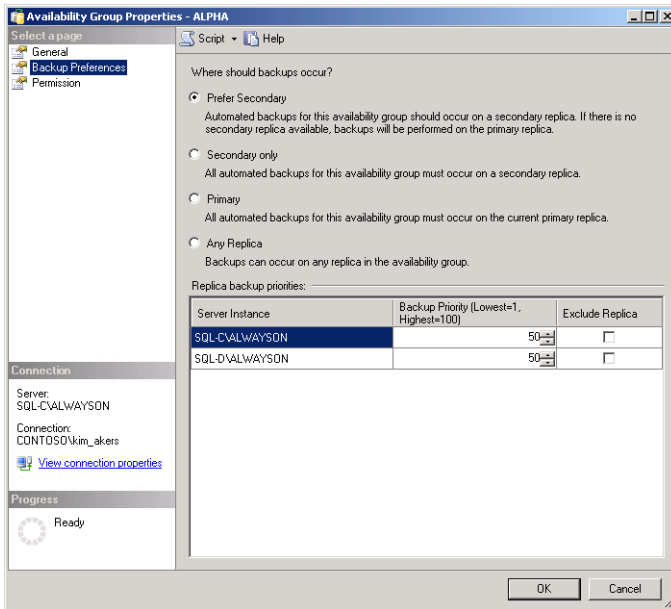 Availability Group Properties - ALPHA
Select a page
General
Backup Preferences
Permission
Script
Help
Where should backups occur?
Prefer Secondary
Automated backups for this availability group should occur on a secondary replica. If there is no
secondary replica available, backups will be performed on the primary replica.
Secondary only
All automated backups for this availability group must occur on a secondary replica.
Primary
All automated backups for this availability group must occur on the current primary replica.
Any Replica
Backups can occur on any replica in the availability group.
Replica backup priorities:
Server Instance
Backup Priority (Lowest=1,
Highest=100)
Exclude Replica
SQL-C\ALWAYSON
50
SQL-D\ALWAYSON
50
Connection
Server:
SQL-C\ALWAYSON
Connection:
CONTOSO\kim_akers
View connection properties
Progress
Ready
OK
Cancel